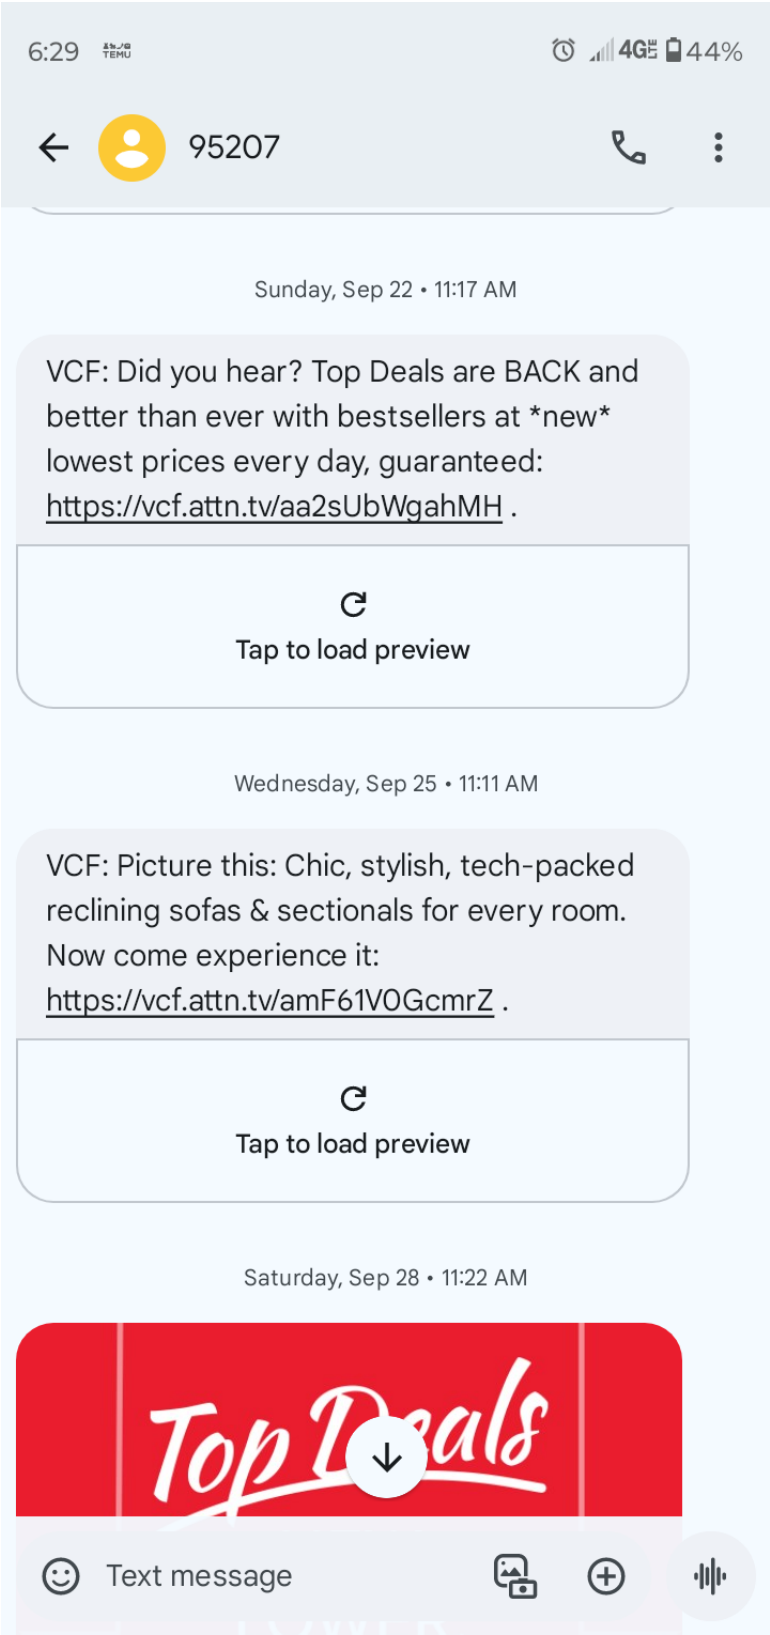 6:29 TEMU 4G LTE 44%
95207
Sunday, Sep 22 • 11:17 AM
VCF: Did you hear? Top Deals are BACK and
better than ever with bestsellers at *new*
lowest prices every day, guaranteed:
https://vcf.attn.tv/aa2sUbWgahMH .
Tap to load preview
Wednesday, Sep 25 • 11:11 AM
VCF: Picture this: Chic, stylish, tech-packed
reclining sofas & sectionals for every room.
Now come experience it:
https://vcf.attn.tv/amF61V0GcmrZ .
Tap to load preview
Saturday, Sep 28 • 11:22 AM
Top Deals
Text message